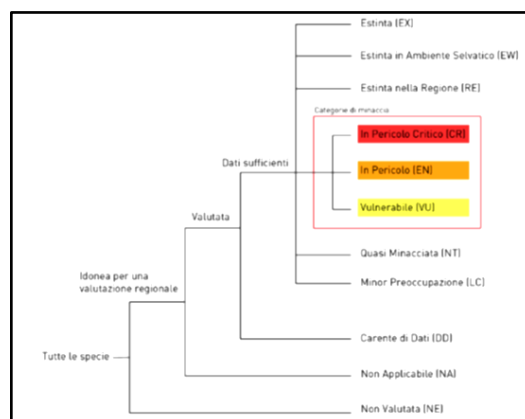 Estinta (EX)
Estinta in Ambiente Selvatico (EW)
Estinta nella Regione (RE)
Categorie di minaccia
In Pericolo Critico (CR)
In Pericolo (EN)
Vulnerabile (VU)
Dati sufficienti
Valutata
Quasi Minacciata (NT)
Minor Preoccupazione (LC)
Idonea per una
valutazione regionale
Carente di Dati (DD)
Tutte le specie
Non Applicabile (NA)
Non Valutata (NE)